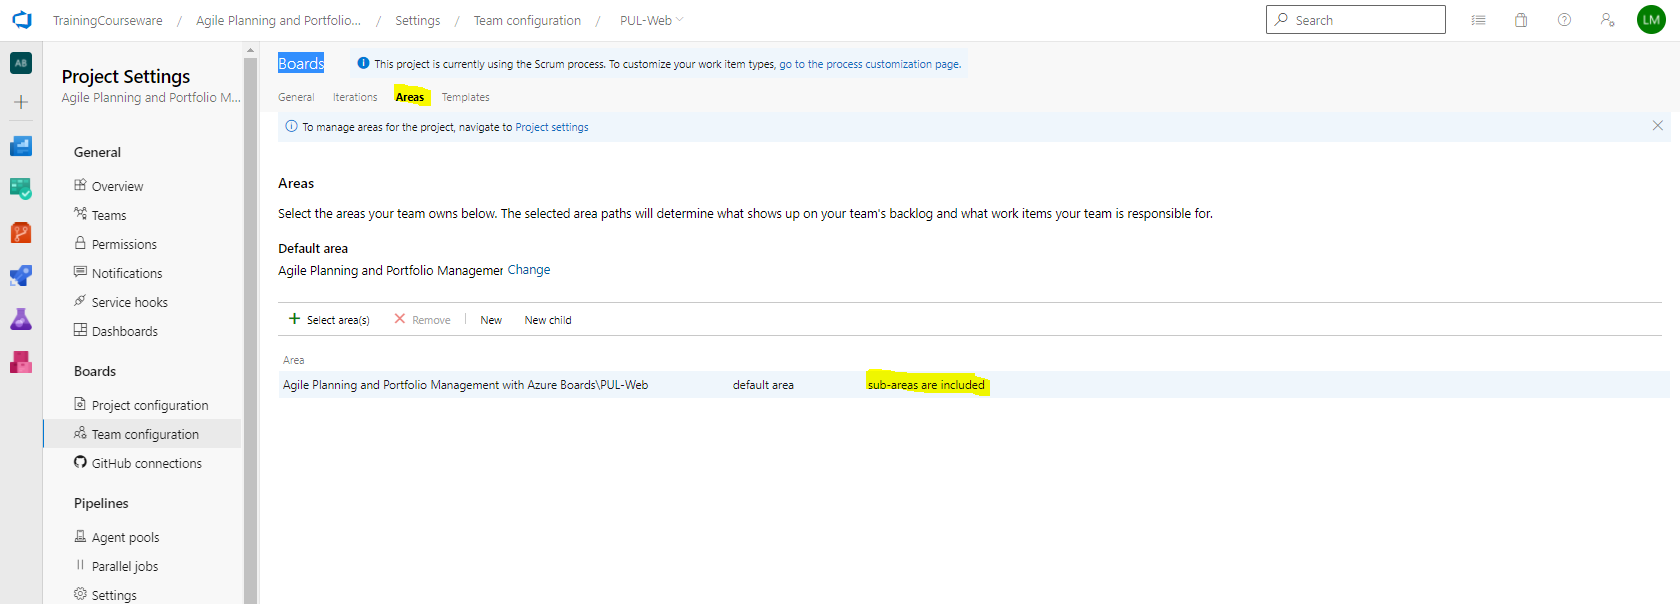 TrainingCourseware / Agile Planning and Portfolio... / Settings / Team configuration / PUL-Web
Search
LM
AB
Project Settings
Agile Planning and Portfolio M...
General
Overview
Teams
Permissions
Notifications
Service hooks
Dashboards
Boards
Project configuration
Team configuration
GitHub connections
Pipelines
Agent pools
Parallel jobs
Settings
Boards
This project is currently using the Scrum process. To customize your work item types, go to the process customization page.
General Iterations Areas Templates
To manage areas for the project, navigate to Project settings
Areas
Select the areas your team owns below. The selected area paths will determine what shows up on your team's backlog and what work items your team is responsible for.
Default area
Agile Planning and Portfolio Managemer Change
Select area(s) Remove New New child
Area
Agile Planning and Portfolio Management with Azure Boards\PUL-Web default area sub-areas are included